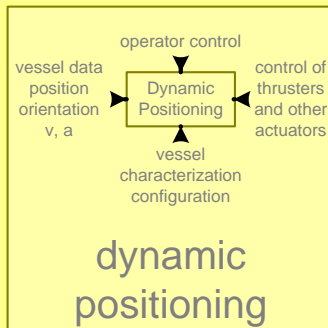 operator control
vessel data
position
orientation
v, a
Dynamic
Positioning
control of
thrusters
and other
actuators
vessel
characterization
configuration
dynamic
positioning